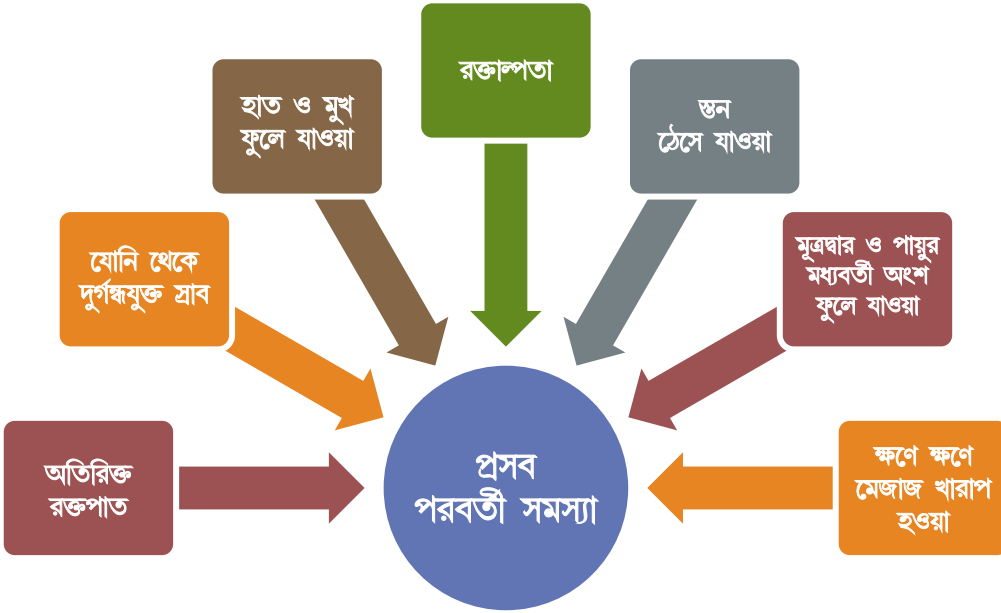 রক্তাল্পতা
হাত ও মুখ
ফুলে যাওয়া
স্তন
ঠেসে যাওয়া
যোনি থেকে
দুর্গন্ধযুক্ত স্রাব
মূত্রদ্বার ও পায়ুর
মধ্যবর্তী অংশ
ফুলে যাওয়া
অতিরিক্ত
রক্তপাত
প্রসব
পরবর্তী সমস্যা
ক্ষণে ক্ষণে
মেজাজ খারাপ
হওয়া